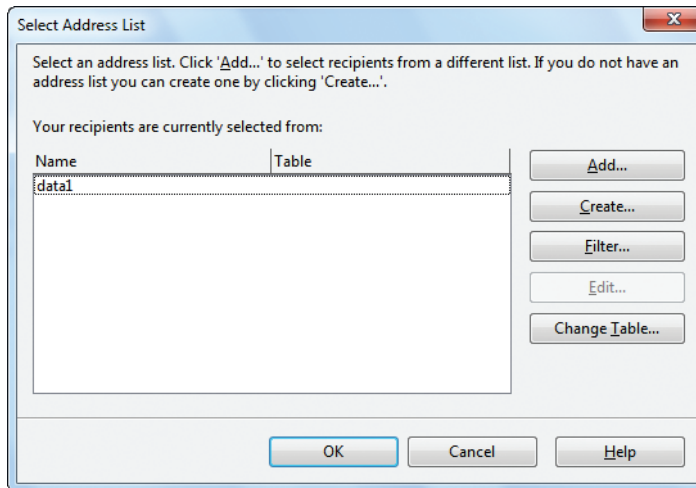 Select Address List
Select an address list. Click 'Add...' to select recipients from a different list. If you do not have an
address list you can create one by clicking 'Create...'.
Your recipients are currently selected from:
Name Table
data1
Add...
Create...
Filter...
Edit...
Change Table...
OK Cancel Help